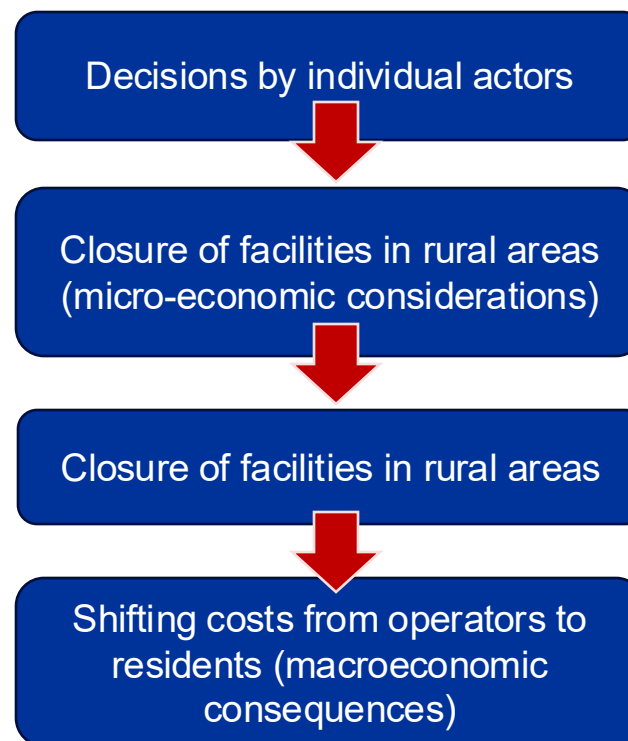 Decisions by individual actors
Closure of facilities in rural areas
(micro-economic considerations)
Closure of facilities in rural areas
Shifting costs from operators to
residents (macroeconomic
consequences)